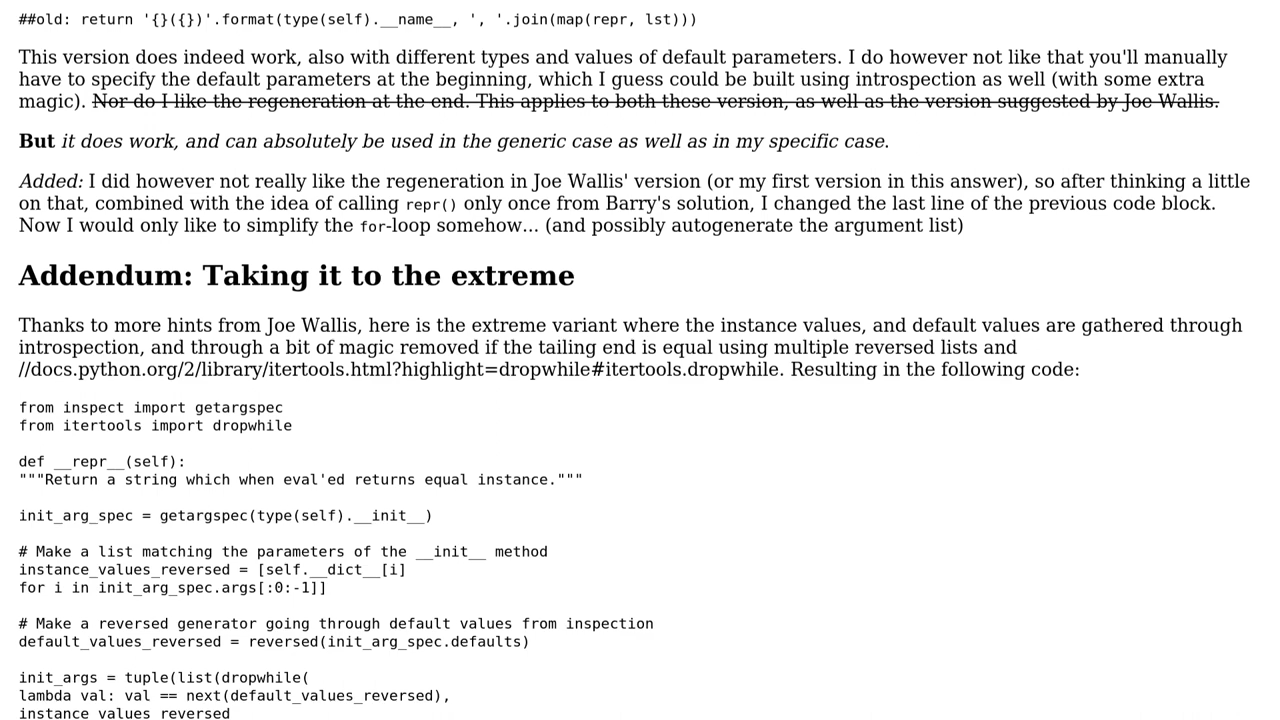 ##old: return '{}({})'.format(type(self).__name__, ', '.join(map(repr, lst)))
This version does indeed work, also with different types and values of default parameters. I do however not like that you'll manually
have to specify the default parameters at the beginning, which I guess could be built using introspection as well (with some extra
magic). Nor do I like the regeneration at the end. This applies to both these version, as well as the version suggested by Joe Wallis.
But it does work, and can absolutely be used in the generic case as well as in my specific case.
Added: I did however not really like the regeneration in Joe Wallis' version (or my first version in this answer), so after thinking a little
on that, combined with the idea of calling repr() only once from Barry's solution, I changed the last line of the previous code block.
Now I would only like to simplify the for-loop somehow... (and possibly autogenerate the argument list)
Addendum: Taking it to the extreme
Thanks to more hints from Joe Wallis, here is the extreme variant where the instance values, and default values are gathered through
introspection, and through a bit of magic removed if the tailing end is equal using multiple reversed lists and
//docs.python.org/2/library/itertools.html?highlight=dropwhile#itertools.dropwhile. Resulting in the following code:
from inspect import getargspec
from itertools import dropwhile
def __repr__(self):
"""Return a string which when eval'ed returns equal instance."""
init_arg_spec = getargspec(type(self).__init__)
# Make a list matching the parameters of the __init__ method
instance_values_reversed = [self.__dict__[i]
for i in init_arg_spec.args[:0:-1]]
# Make a reversed generator going through default values from inspection
default_values_reversed = reversed(init_arg_spec.defaults)
init_args = tuple(list(dropwhile(
lambda val: val == next(default_values_reversed),
instance_values_reversed